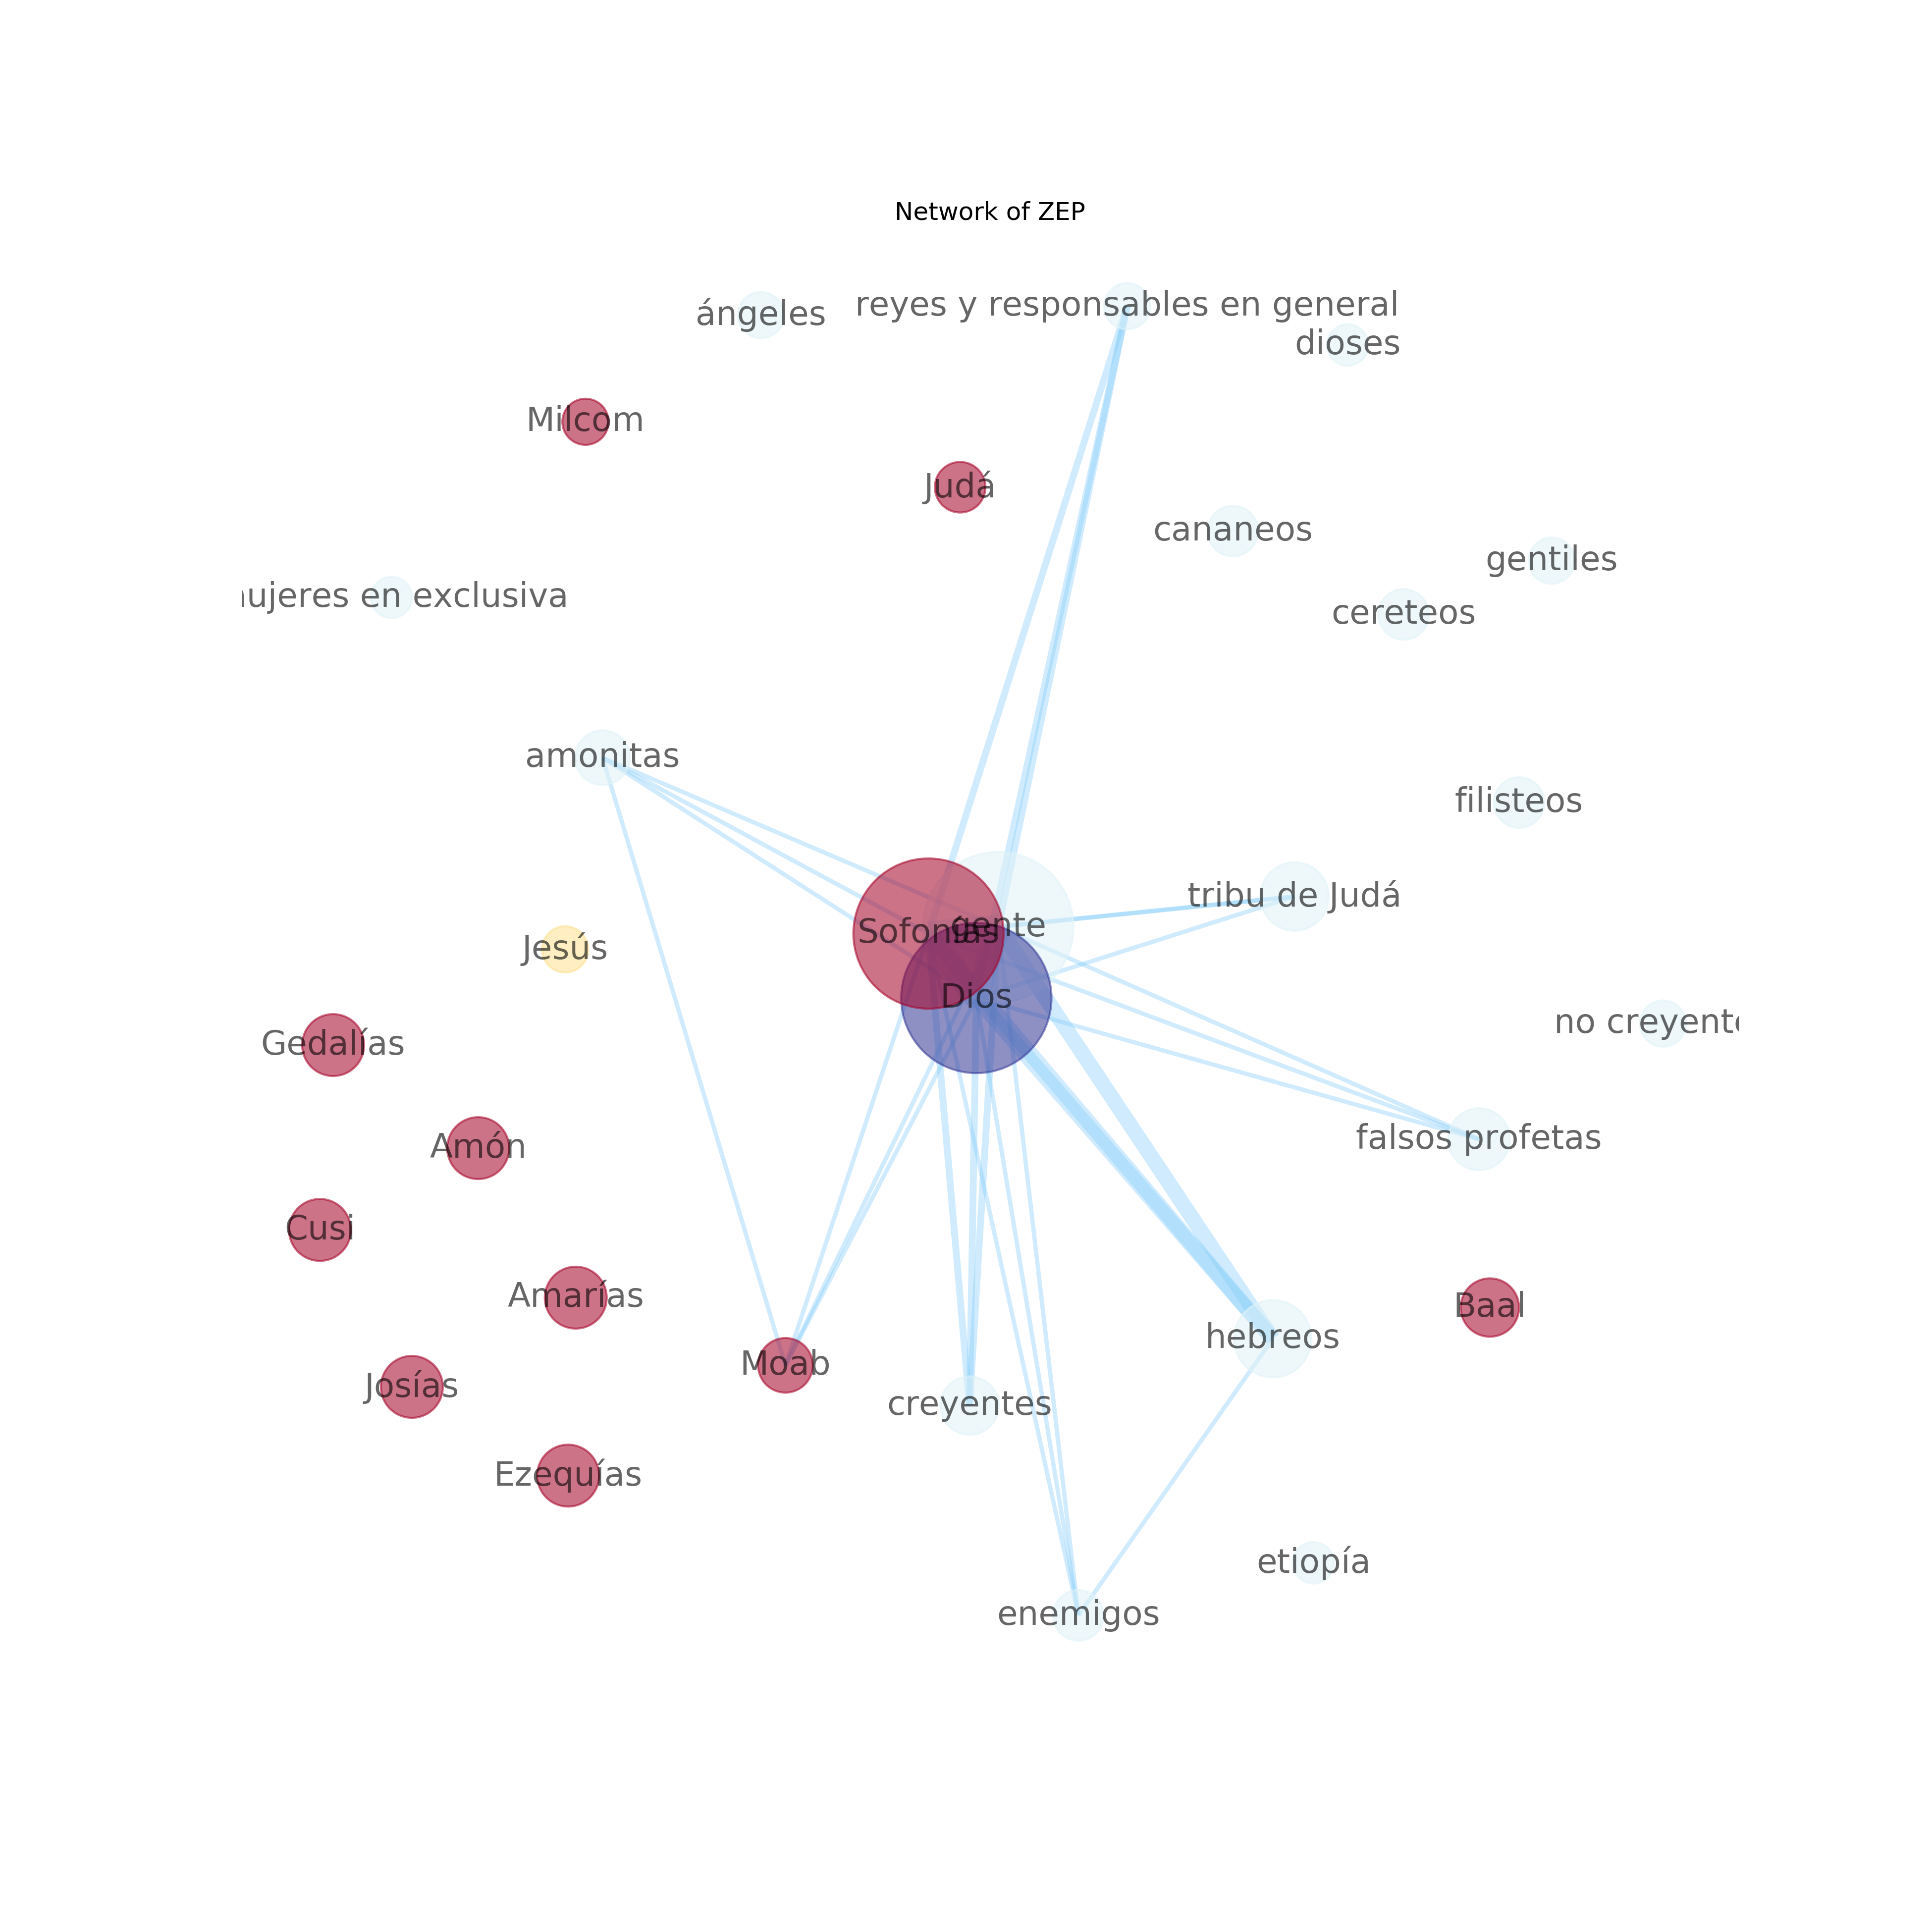 Network of ZEP
reyes y responsables en general
ángeles
dioses
Milcom
Judá
cananeos
gentiles
ujeres en exclusiva
cereteos
amonitas
filisteos
tribu de Judá
gente
Sofonías
Jesús
Dios
no creyente
Gedalías
falsos profetas
Amón
Cusi
Amarías
Baal
hebreos
Moab
Josías
creyentes
Ezequías
etiopía
enemigos